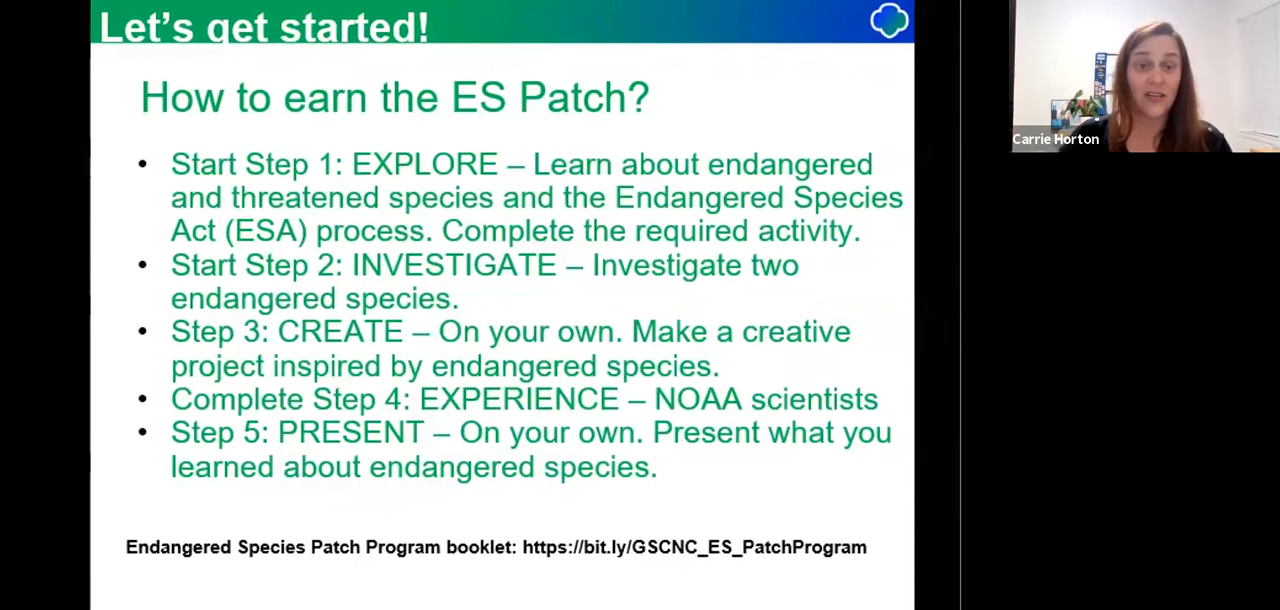 Let's get started!
How to earn the ES Patch?
• Start Step 1: EXPLORE – Learn about endangered
and threatened species and the Endangered Species
Act (ESA) process. Complete the required activity.
• Start Step 2: INVESTIGATE – Investigate two
endangered species.
• Step 3: CREATE – On your own. Make a creative
project inspired by endangered species.
• Complete Step 4: EXPERIENCE – NOAA scientists
• Step 5: PRESENT – On your own. Present what you
learned about endangered species.
Endangered Species Patch Program booklet: https://bit.ly/GSCNC_ES_PatchProgram
Carrie Horton